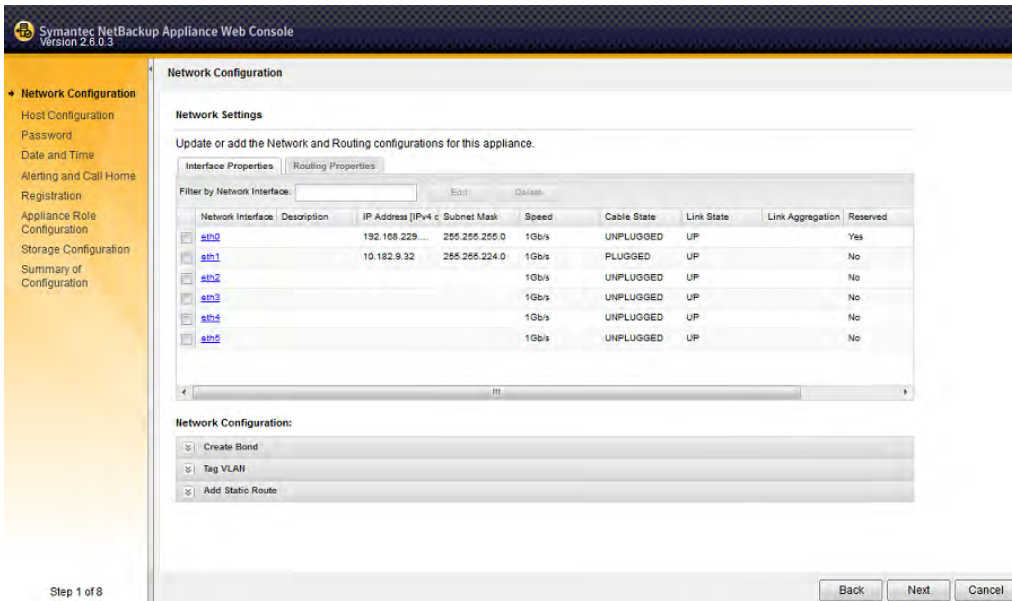 Symantec NetBackup Appliance Web Console
Version 2.6.0.3
Network Configuration
Host Configuration
Password
Date and Time
Alerting and Call Home
Registration
Appliance Role
Configuration
Storage Configuration
Summary of
Configuration
Step 1 of 8
Network Configuration
Network Settings
Update or add the Network and Routing configurations for this appliance.
Interface Properties Routing Properties
Filter by Network Interface: Edit Delete
Network Interface Description IP Address [IPv4 c Subnet Mask Speed Cable State Link State Link Aggregation Reserved
eth0 192.168.229.... 255.255.255.0 1Gb/s UNPLUGGED UP Yes
eth1 10.182.9.32 255.255.224.0 1Gb/s PLUGGED UP No
eth2 1Gb/s UNPLUGGED UP No
eth3 1Gb/s UNPLUGGED UP No
eth4 1Gb/s UNPLUGGED UP No
eth5 1Gb/s UNPLUGGED UP No
Network Configuration:
Create Bond
Tag VLAN
Add Static Route
Back Next Cancel